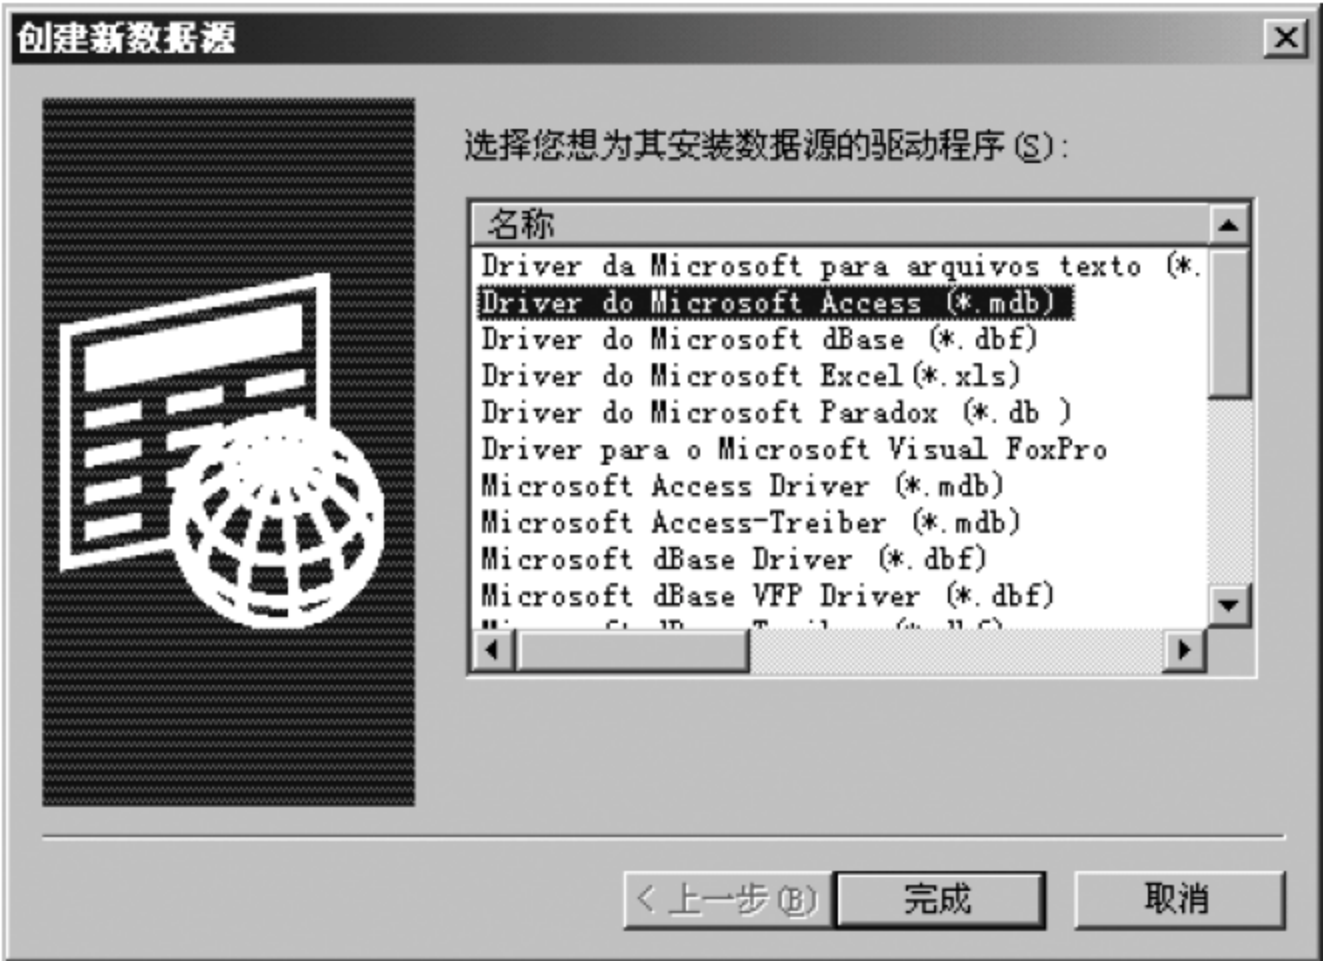 创建新数据源
选择您想为其安装数据源的驱动程序(S):
名称
Driver da Microsoft para arquivos texto (*.
Driver do Microsoft Access (*.mdb)
Driver do Microsoft dBase (*.dbf)
Driver do Microsoft Excel(*.xls)
Driver do Microsoft Paradox (*.db )
Driver para o Microsoft Visual FoxPro
Microsoft Access Driver (*.mdb)
Microsoft Access-Treiber (*.mdb)
Microsoft dBase Driver (*.dbf)
Microsoft dBase VFP Driver (*.dbf)
< 上一步(B) 完成 取消